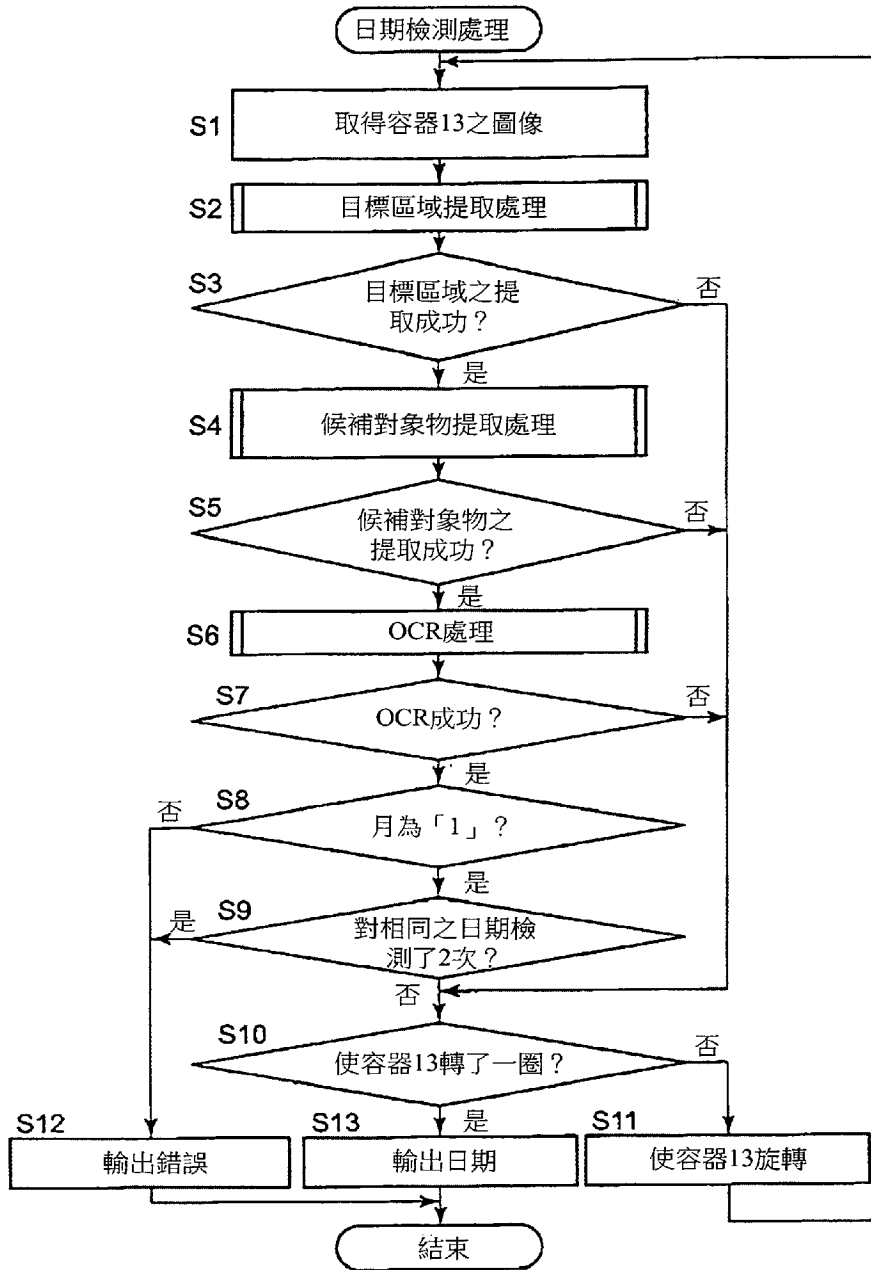 日期檢測處理
S1
取得容器13之圖像
S2
目標區域提取處理
S3
目標區域之提
取成功？
否
是
S4
候補對象物提取處理
S5
候補對象物之
提取成功？
否
是
S6
OCR處理
S7
OCR成功？
否
是
S8
月為「1」？
否
是
S9
對相同之日期檢
測了2次？
是
否
S10
使容器13轉了一圈？
否
是
S12
輸出錯誤
S13
輸出日期
S11
使容器13旋轉
結束